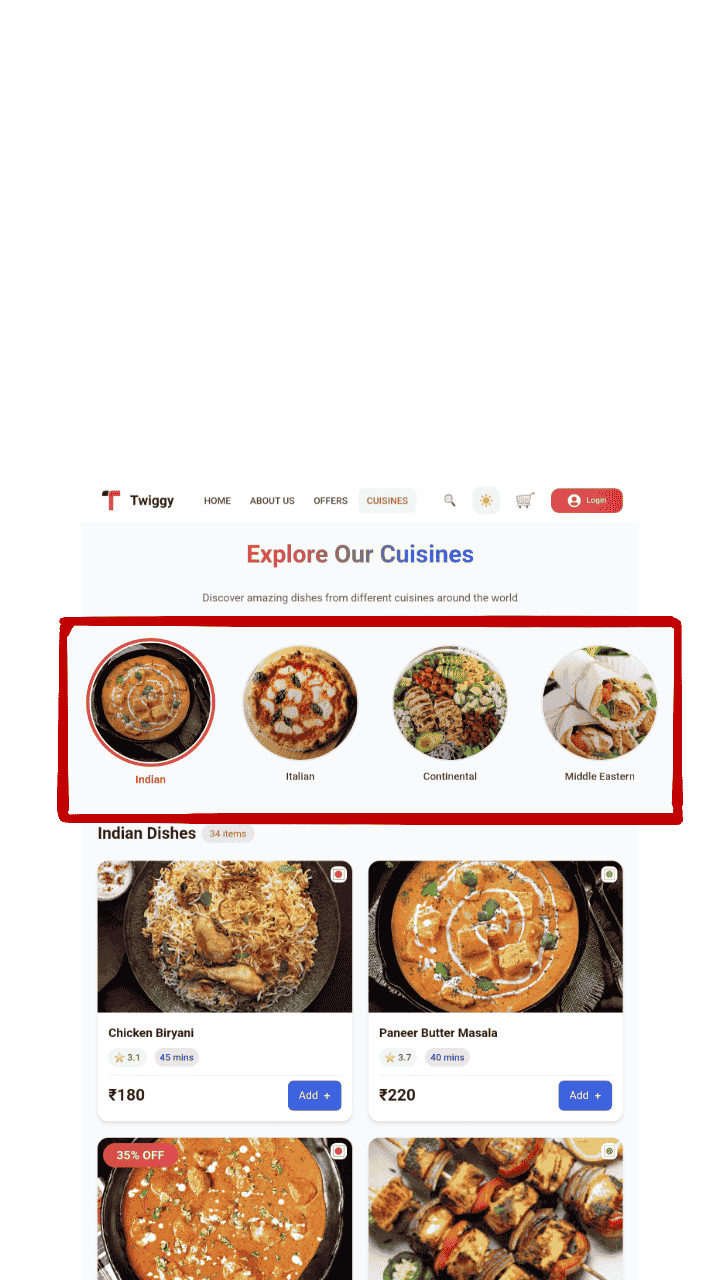 Twiggy HOME ABOUT US OFFERS CUISINES Login
Explore Our Cuisines
Discover amazing dishes from different cuisines around the world
Indian Italian Continental Middle Eastern
Indian Dishes 34 items
Chicken Biryani
3.1 45 mins
₹180 Add +
Paneer Butter Masala
3.7 40 mins
₹220 Add +
35% OFF